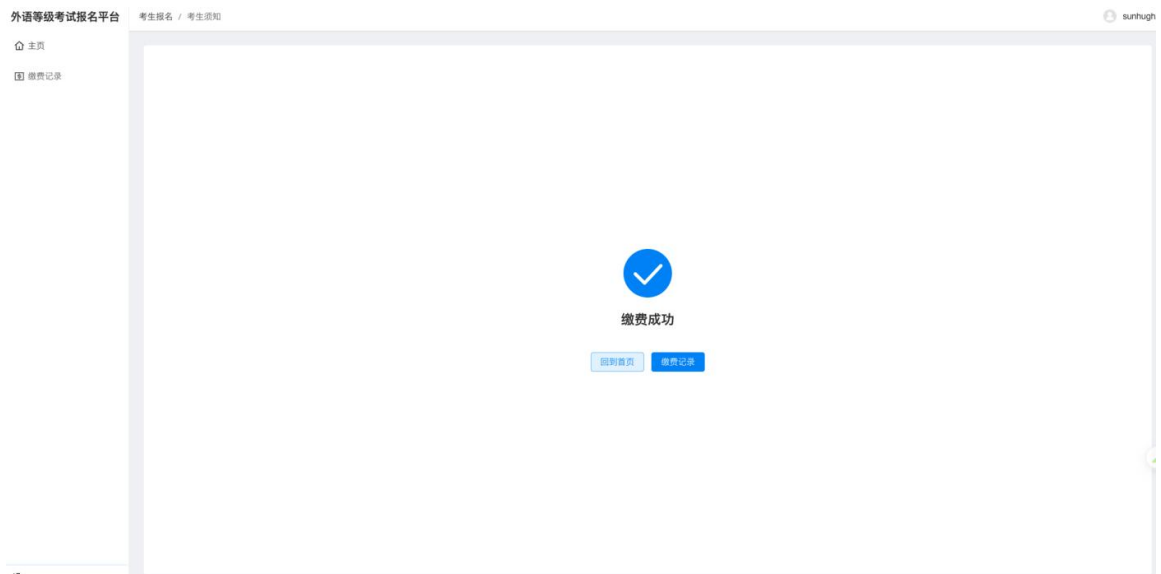 外语等级考试报名平台
考生报名 / 考生须知
sunhugh
主页
缴费记录
缴费成功
回到首页
缴费记录